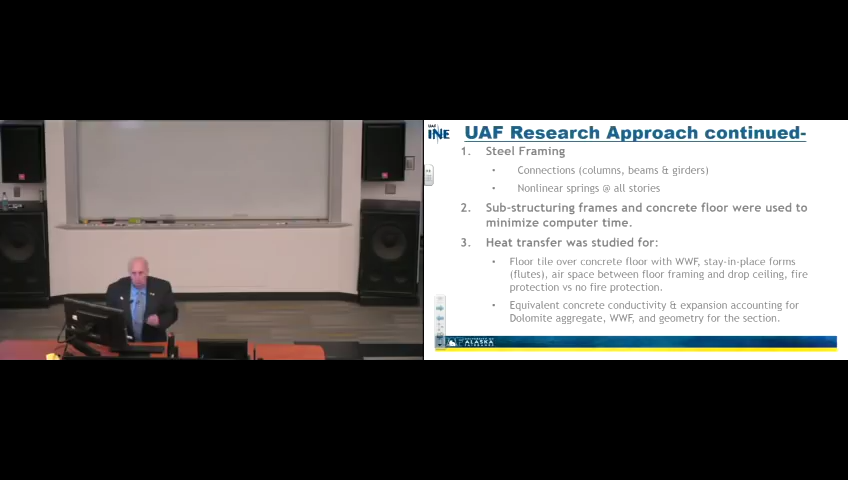 UAF
INE
UAF Research Approach continued-
1. Steel Framing
• Connections (columns, beams & girders)
• Nonlinear springs @ all stories
2. Sub-structuring frames and concrete floor were used to
minimize computer time.
3. Heat transfer was studied for:
• Floor tile over concrete floor with WWF, stay-in-place forms
(flutes), air space between floor framing and drop ceiling, fire
protection vs no fire protection.
• Equivalent concrete conductivity & expansion accounting for
Dolomite aggregate, WWF, and geometry for the section.
ALASKA